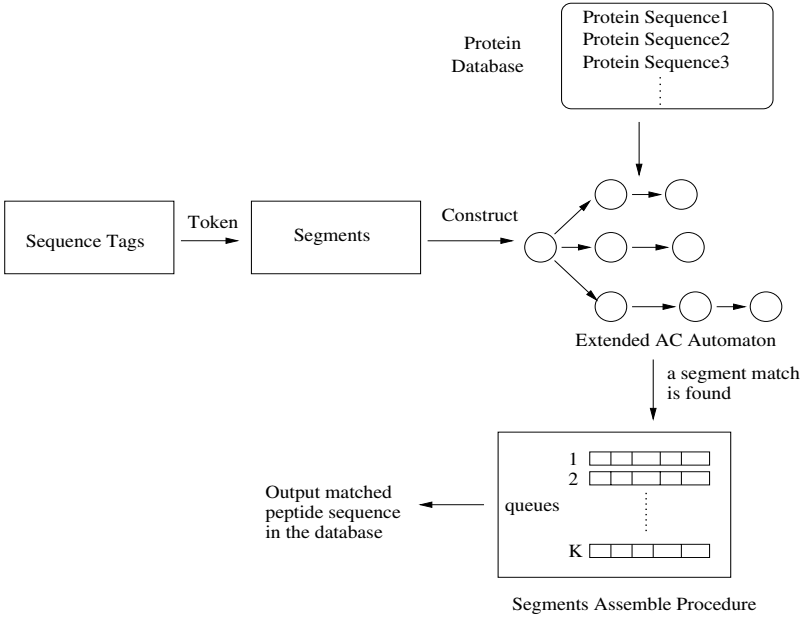 Protein Sequence1
Protein Sequence2
Protein Sequence3
Protein
Database
Token
Construct
Sequence Tags
Segments
Extended AC Automaton
a segment match
is found
1
2
queues
K
Output matched
peptide sequence
in the database
Segments Assemble Procedure